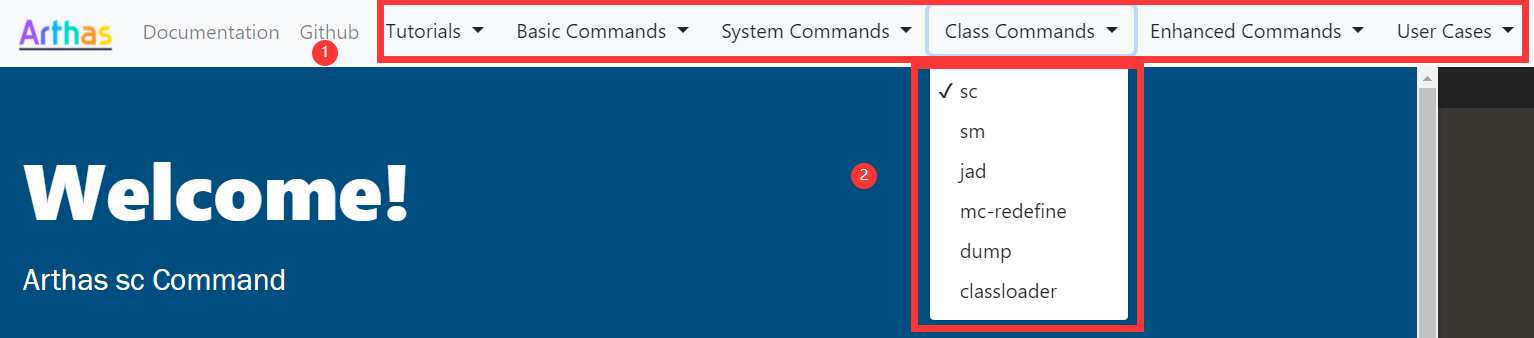 Arthas Documentation Github Tutorials Basic Commands System Commands Class Commands Enhanced Commands User Cases
1
✓ sc
sm
jad
2
mc-redefine
dump
classloader
Welcome!
Arthas sc Command